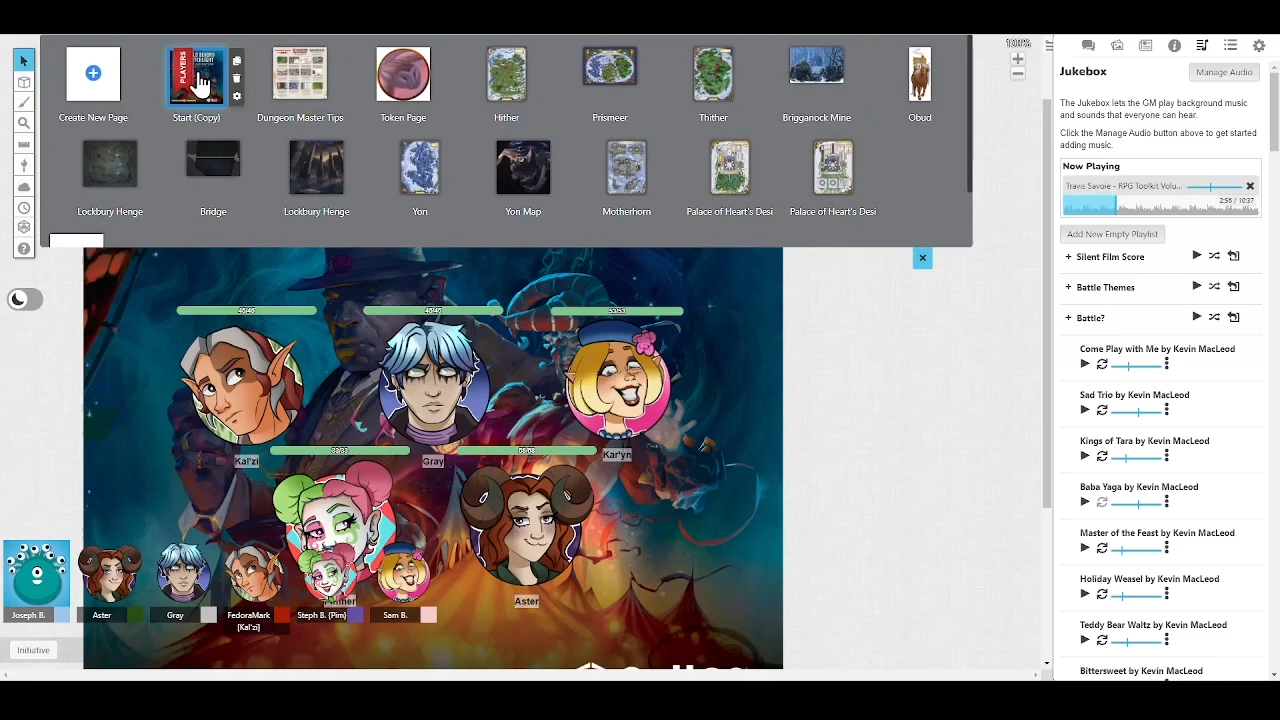 100%
Create New Page
PLAYERS
Start (Copy)
Dungeon Master Tips
Token Page
Hither
Prismeer
Thither
Brigganock Mine
Obud
Lockbury Henge
Bridge
Lockbury Henge
Yon
Yon Map
Motherhorn
Palace of Heart's Desi
Palace of Heart's Desi
Jukebox
Manage Audio
The Jukebox lets the GM play background music
and sounds that everyone can hear.
Click the Manage Audio button above to get started
adding music.
Now Playing
Travis Savoie - RPG Toolkit Volu...
2:56 / 10:37
Add New Empty Playlist
+ Silent Film Score
+ Battle Themes
+ Battle?
Come Play with Me by Kevin MacLeod
Sad Trio by Kevin MacLeod
Kings of Tara by Kevin MacLeod
Baba Yaga by Kevin MacLeod
Master of the Feast by Kevin MacLeod
Holiday Weasel by Kevin MacLeod
Teddy Bear Waltz by Kevin MacLeod
Bittersweet by Kevin MacLeod
53/53
Kal'zi
Gray
Kar'yn
Aster
Joseph B.
Aster
Gray
FedoraMark
[Kal'zi]
Steph B. (Pim)
Sam B.
Initiative